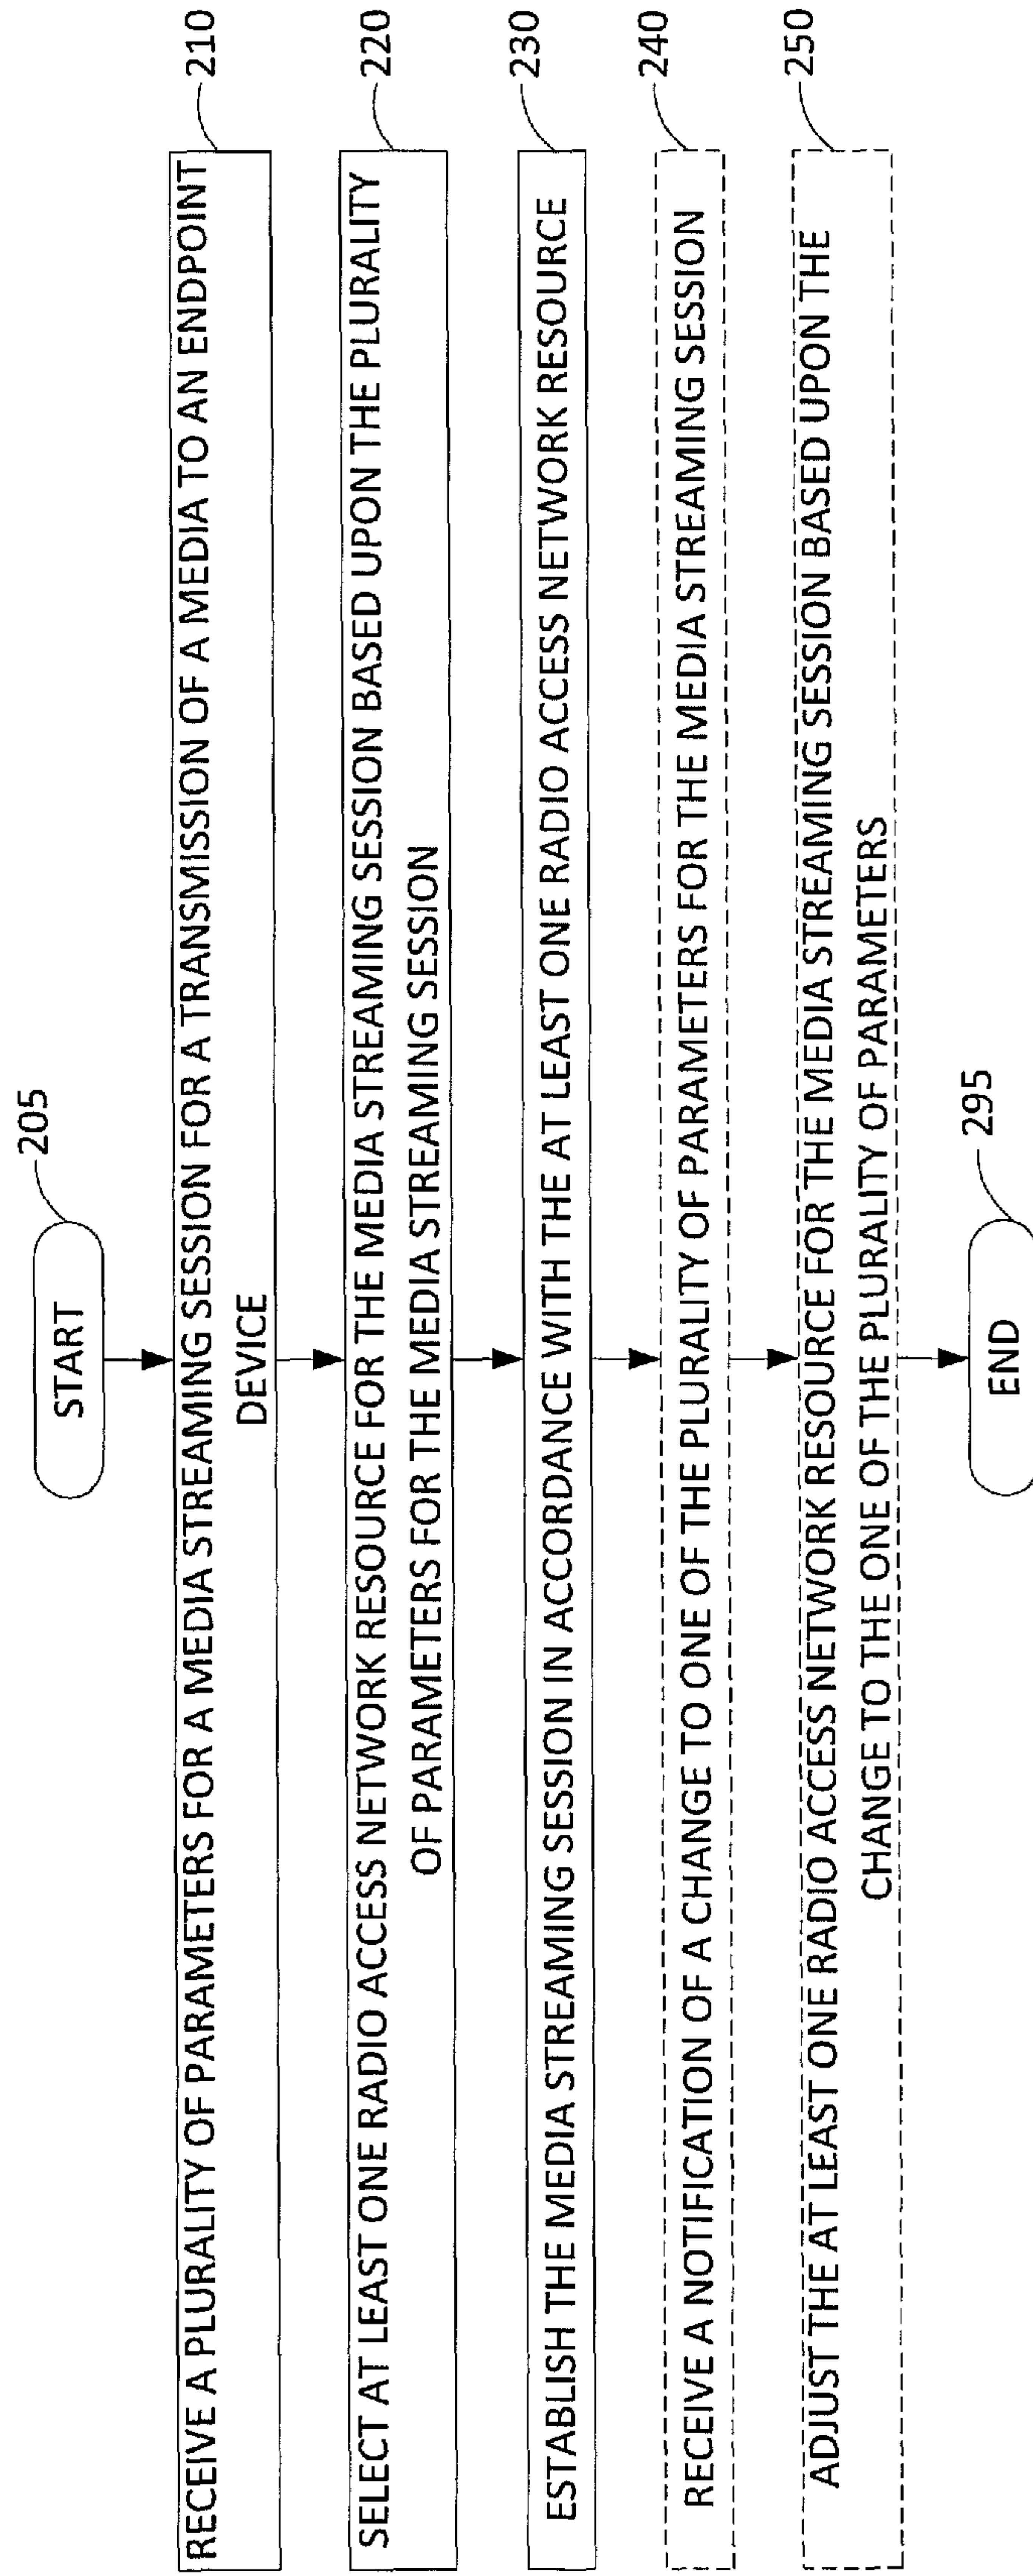 START
205
RECEIVE A PLURALITY OF PARAMETERS FOR A MEDIA STREAMING SESSION FOR A TRANSMISSION OF A MEDIA TO AN ENDPOINT
DEVICE
210
SELECT AT LEAST ONE RADIO ACCESS NETWORK RESOURCE FOR THE MEDIA STREAMING SESSION BASED UPON THE PLURALITY
OF PARAMETERS FOR THE MEDIA STREAMING SESSION
220
ESTABLISH THE MEDIA STREAMING SESSION IN ACCORDANCE WITH THE AT LEAST ONE RADIO ACCESS NETWORK RESOURCE
230
RECEIVE A NOTIFICATION OF A CHANGE TO ONE OF THE PLURALITY OF PARAMETERS FOR THE MEDIA STREAMING SESSION
240
ADJUST THE AT LEAST ONE RADIO ACCESS NETWORK RESOURCE FOR THE MEDIA STREAMING SESSION BASED UPON THE
CHANGE TO THE ONE OF THE PLURALITY OF PARAMETERS
250
END
295